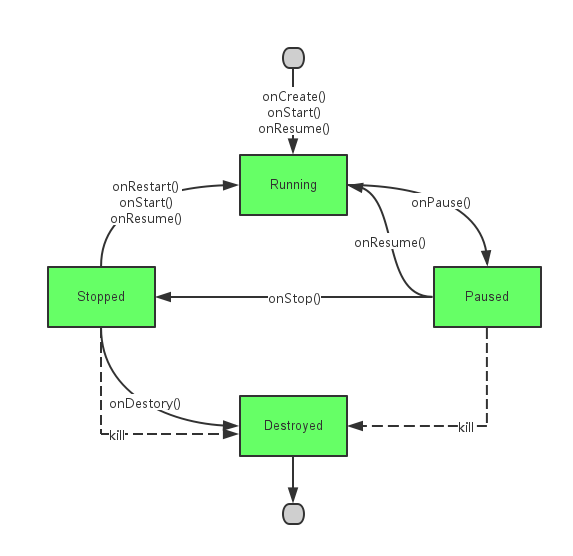 onCreate()
onStart()
onResume()
Running
onRestart()
onStart()
onResume()
onPause()
onResume()
Stopped
onStop()
Paused
onDestory()
kill
Destroyed
kill